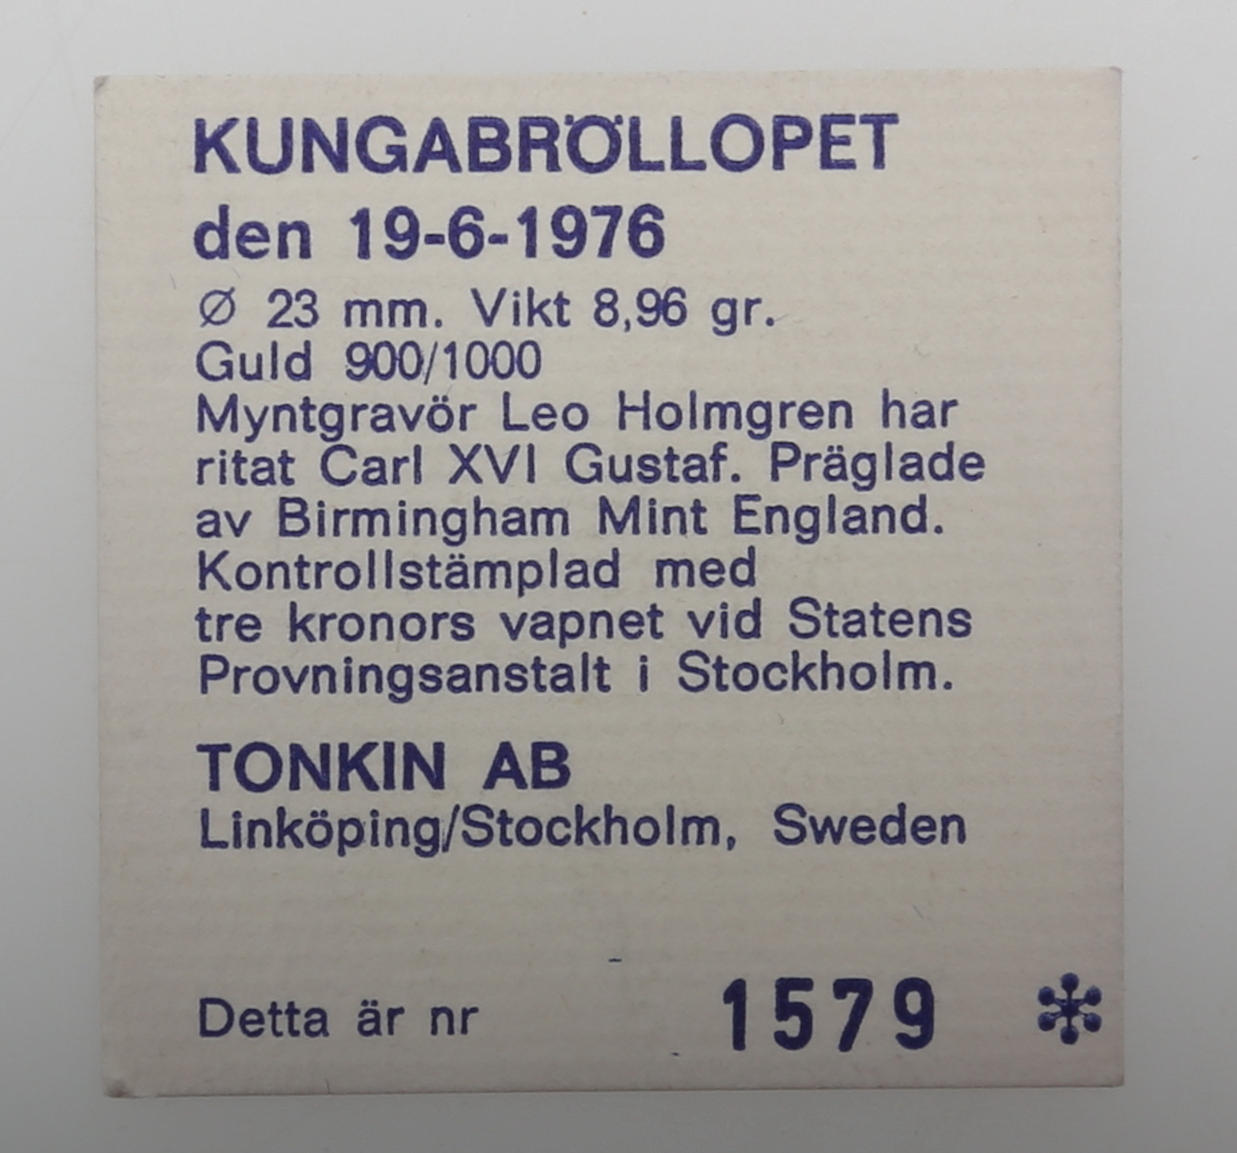 KUNGABRÖLLOPET
den 19-6-1976
Ø 23 mm. Vikt 8,96 gr.
Guld 900/1000
Myntgravör Leo Holmgren har
ritat Carl XVI Gustaf. Präglade
av Birmingham Mint England.
Kontrollstämplad med
tre kronors vapnet vid Statens
Provningsanstalt i Stockholm.
TONKIN AB
Linköping/Stockholm, Sweden
Detta är nr 1579